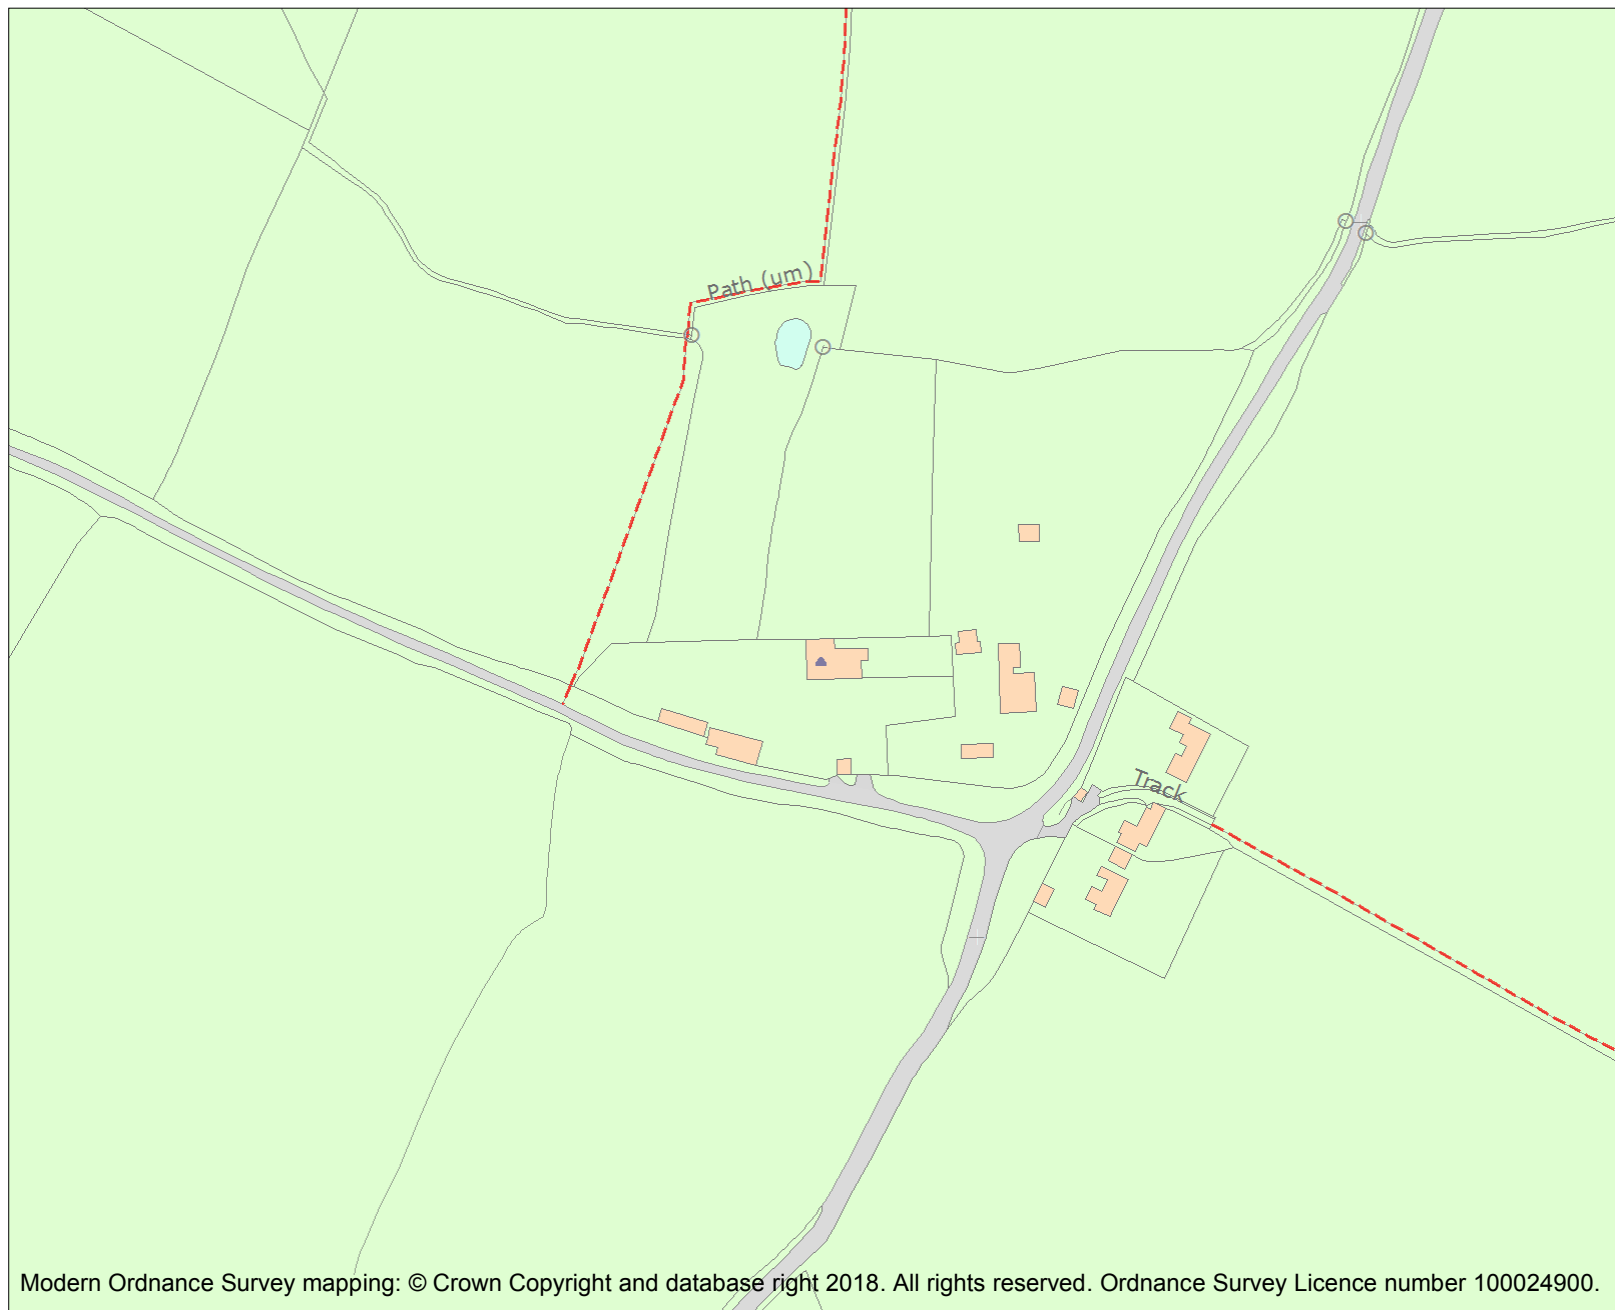 Path (um)
Track
Modern Ordnance Survey mapping: © Crown Copyright and database right 2018. All rights reserved. Ordnance Survey Licence number 100024900.